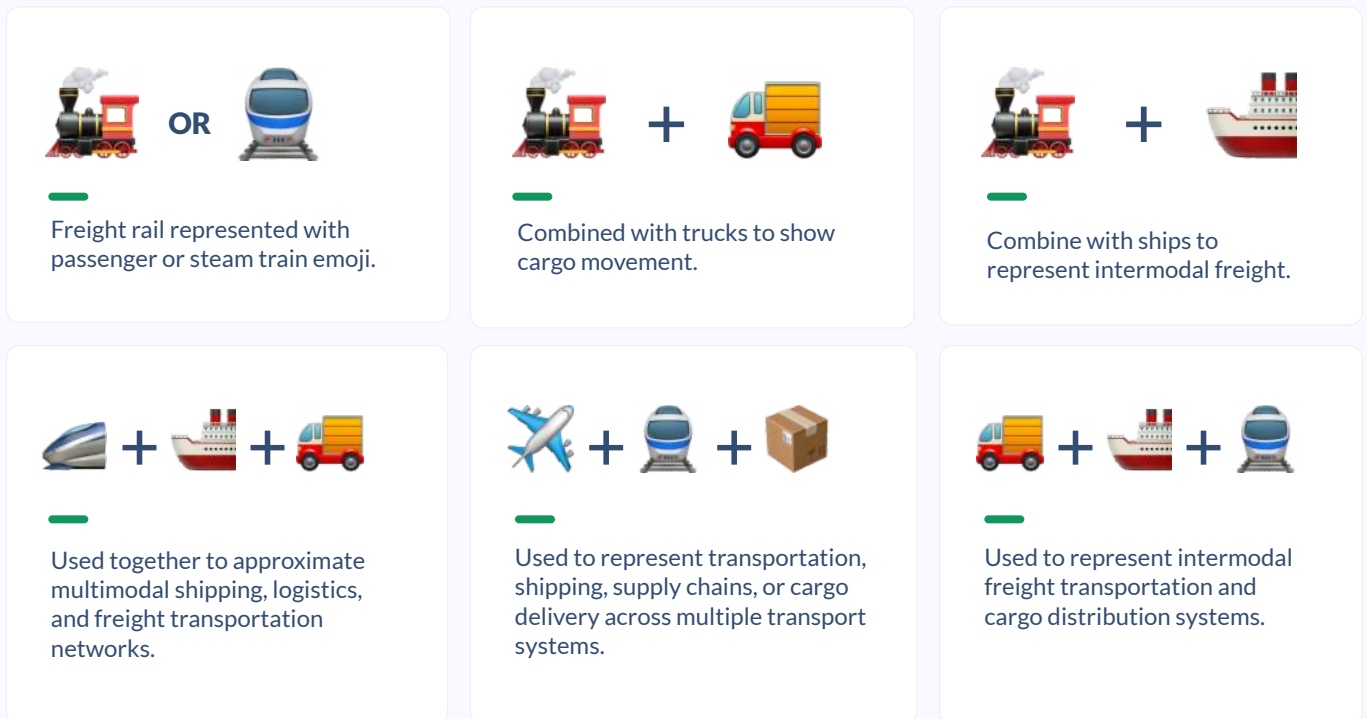 OR
Freight rail represented with
passenger or steam train emoji.
+
Combined with trucks to show
cargo movement.
+
Combine with ships to
represent intermodal freight.
+ +
Used together to approximate
multimodal shipping, logistics,
and freight transportation
networks.
+ +
Used to represent transportation,
shipping, supply chains, or cargo
delivery across multiple transport
systems.
+ +
Used to represent intermodal
freight transportation and
cargo distribution systems.